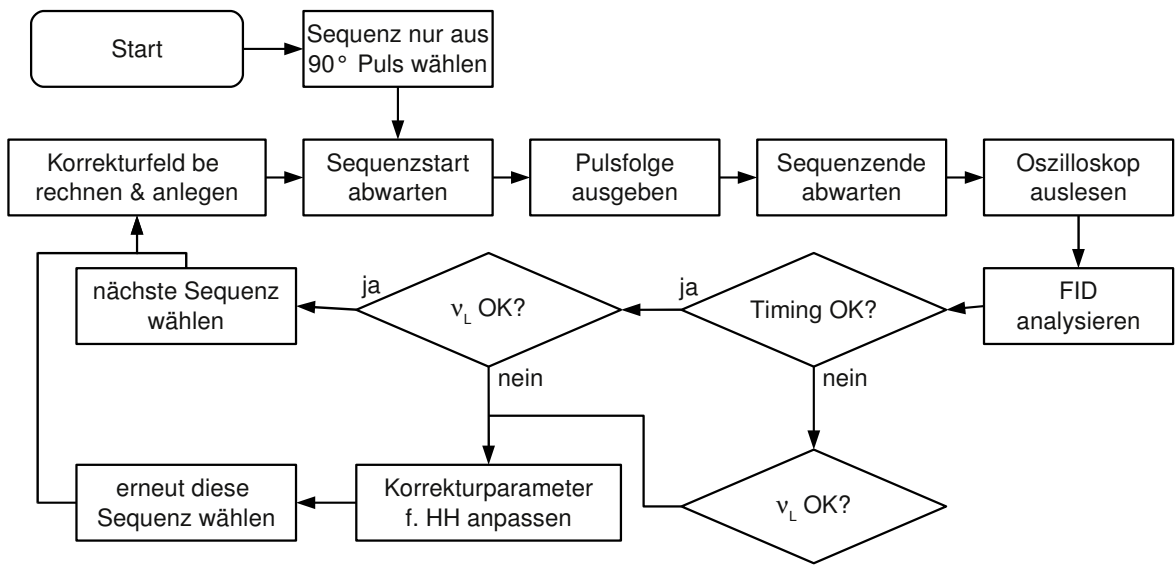 Start
Sequenz nur aus
90° Puls wählen
Korrekturfeld be
rechnen & anlegen
Sequenzstart
abwarten
Pulsfolge
ausgeben
Sequenzende
abwarten
Oszilloskop
auslesen
FID
analysieren
Timing OK?
ja
nein
νL OK?
ja
nein
nächste Sequenz
wählen
νL OK?
Korrekturparameter
f. HH anpassen
erneut diese
Sequenz wählen